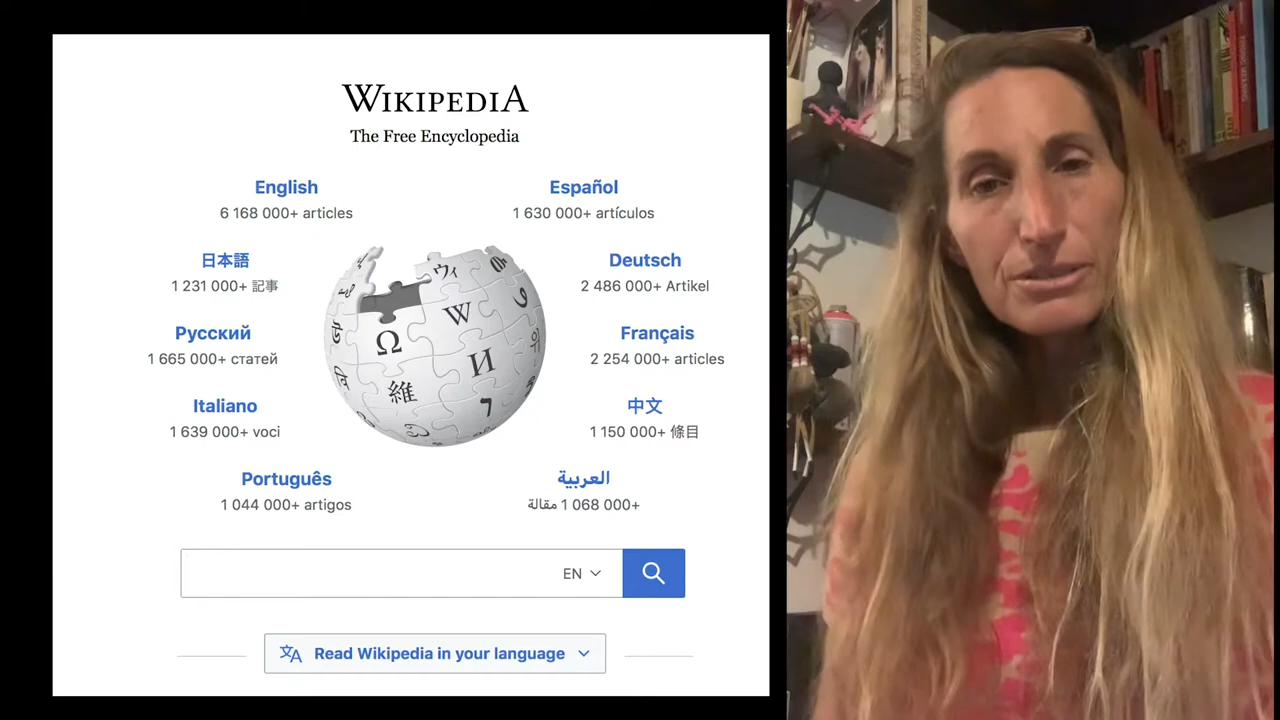 WIKIPEDIA
The Free Encyclopedia
English
6 168 000+ articles
Español
1 630 000+ artículos
日本語
1 231 000+ 記事
Deutsch
2 486 000+ Artikel
Русский
1 665 000+ статей
Français
2 254 000+ articles
Italiano
1 639 000+ voci
中文
1 150 000+ 條目
Português
1 044 000+ artigos
العربية
1 068 000+ مقالة
Ω
W
И
維
ウィ
EN
Read Wikipedia in your language